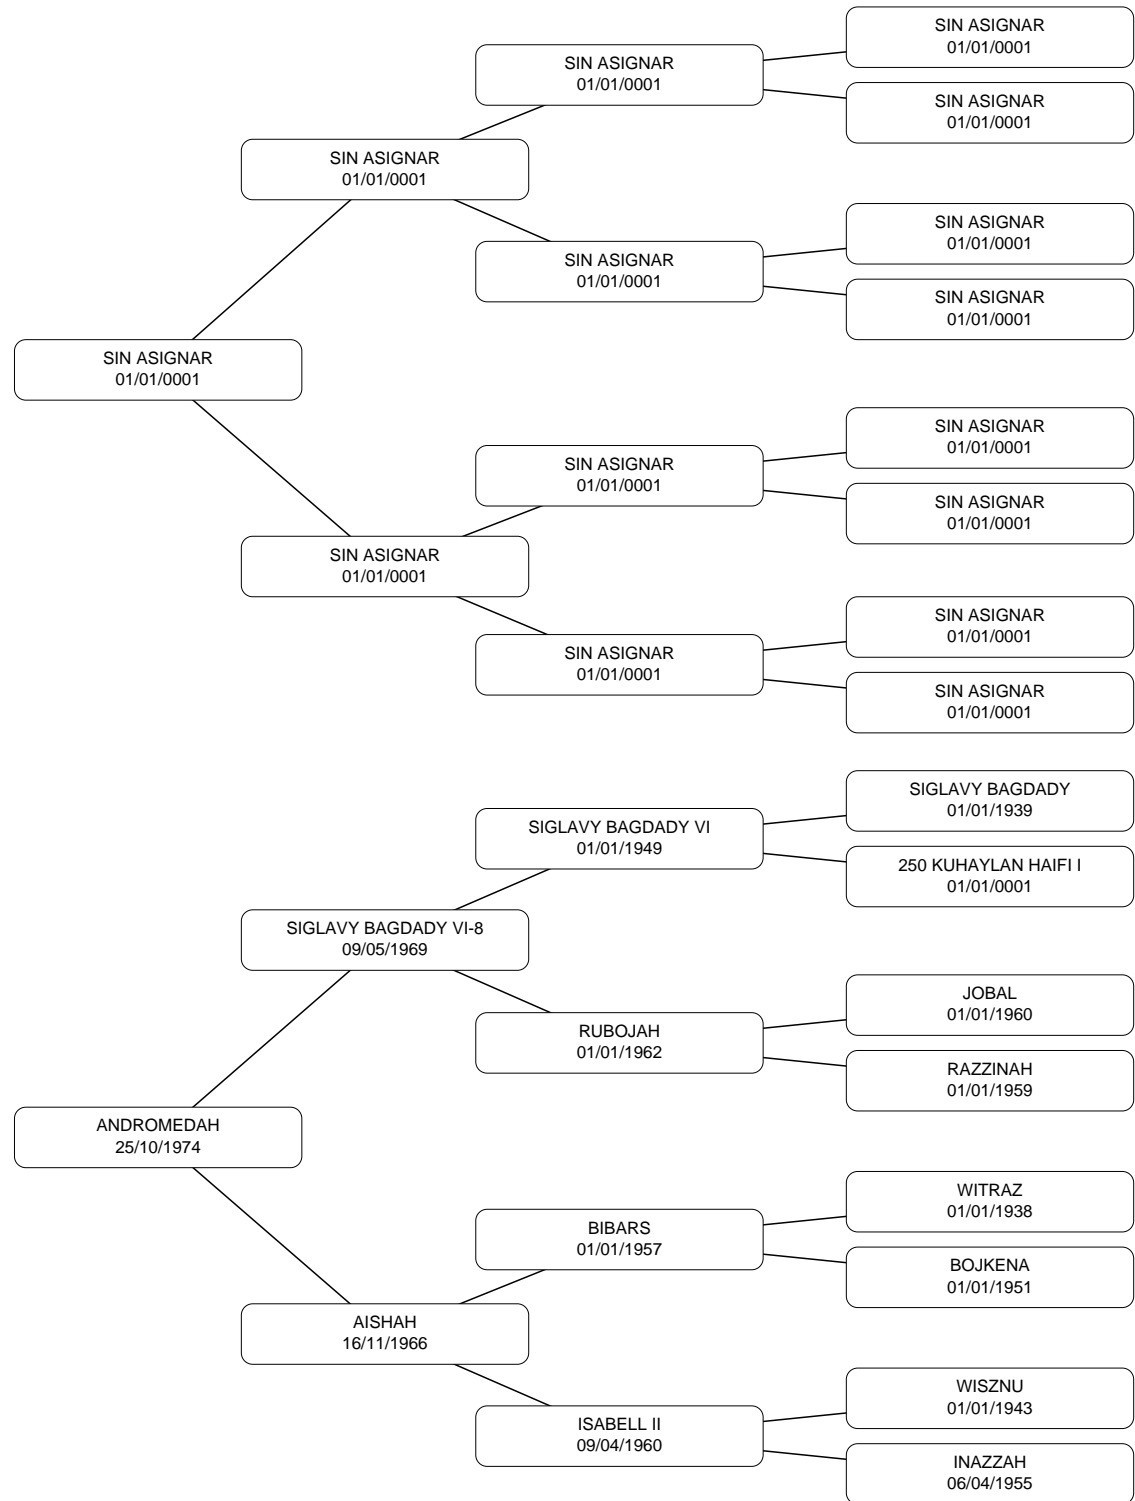 SIN ASIGNAR
01/01/0001
SIN ASIGNAR
01/01/0001
SIN ASIGNAR
01/01/0001
SIN ASIGNAR
01/01/0001
SIN ASIGNAR
01/01/0001
SIN ASIGNAR
01/01/0001
SIN ASIGNAR
01/01/0001
SIN ASIGNAR
01/01/0001
SIN ASIGNAR
01/01/0001
SIN ASIGNAR
01/01/0001
SIN ASIGNAR
01/01/0001
SIN ASIGNAR
01/01/0001
SIN ASIGNAR
01/01/0001
SIN ASIGNAR
01/01/0001
SIN ASIGNAR
01/01/0001
SIGLAVY BAGDADY
01/01/1939
SIGLAVY BAGDADY VI
01/01/1949
250 KUHAYLAN HAIFI I
01/01/0001
SIGLAVY BAGDADY VI-8
09/05/1969
JOBAL
01/01/1960
RUBOJAH
01/01/1962
RAZZINAH
01/01/1959
ANDROMEDAH
25/10/1974
WITRAZ
01/01/1938
BIBARS
01/01/1957
BOJKENA
01/01/1951
AISHAH
16/11/1966
WISZNU
01/01/1943
ISABELL II
09/04/1960
INAZZAH
06/04/1955